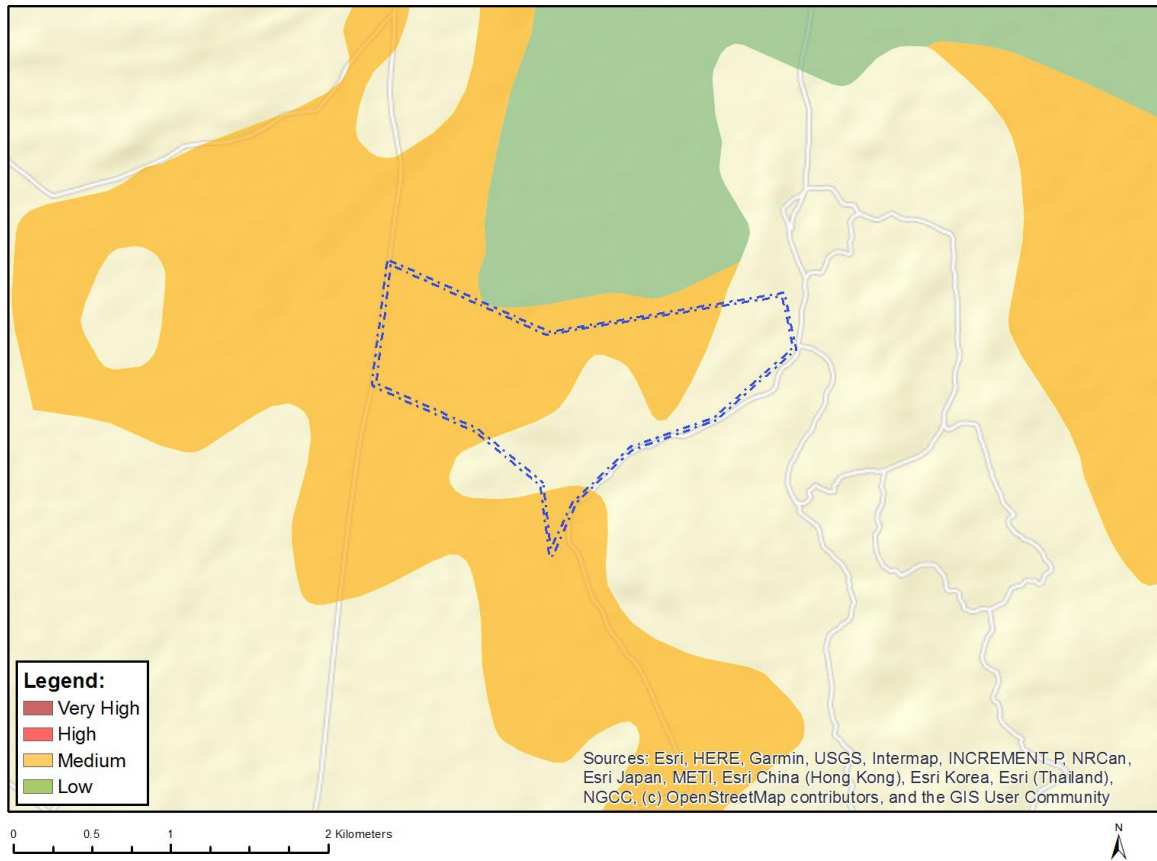 Legend:
Very High
High
Medium
Low
Sources: Esri, HERE, Garmin, USGS, Intermap, INCREMENT P, NRCan,
Esri Japan, METI, Esri China (Hong Kong), Esri Korea, Esri (Thailand),
NGCC, (c) OpenStreetMap contributors, and the GIS User Community
0 0.5 1 2 Kilometers
N